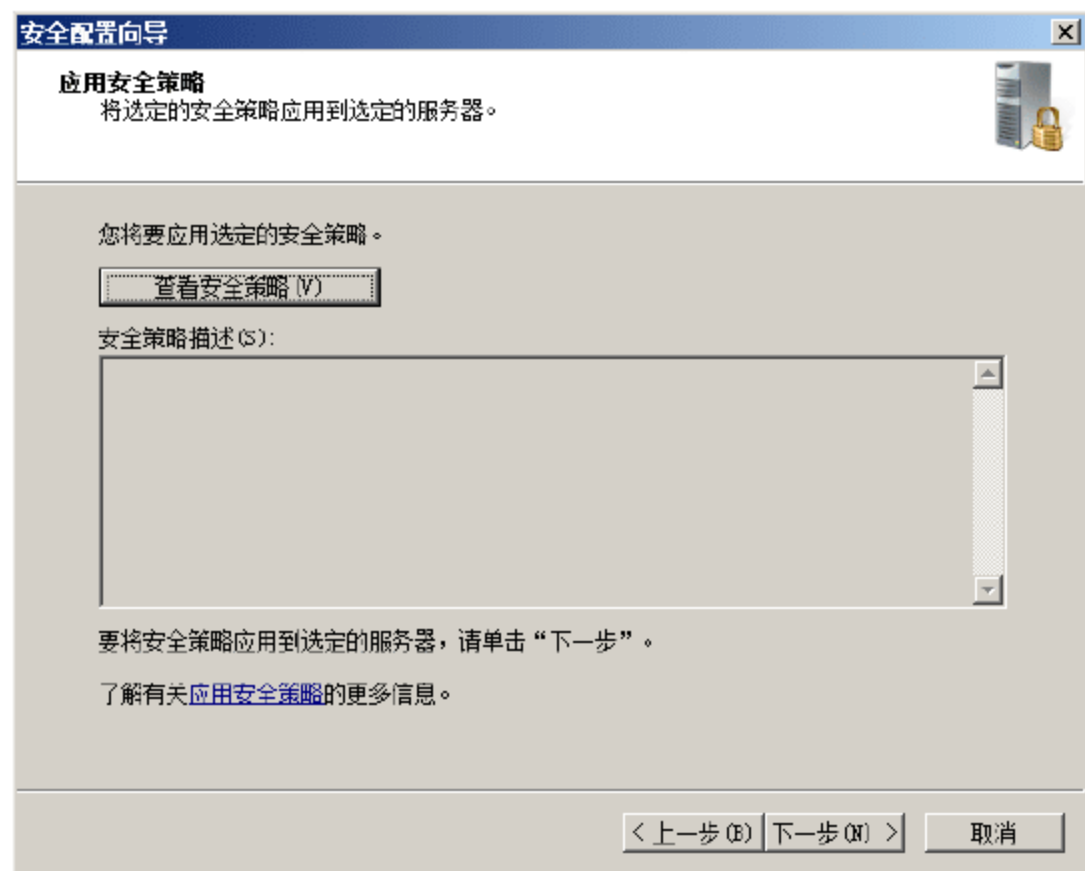 安全配置向导
应用安全策略
将选定的安全策略应用到选定的服务器。
您将要应用选定的安全策略。
查看安全策略(V)
安全策略描述(S):
要将安全策略应用到选定的服务器，请单击“下一步”。
了解有关应用安全策略的更多信息。
< 上一步(B) 下一步(N) > 取消